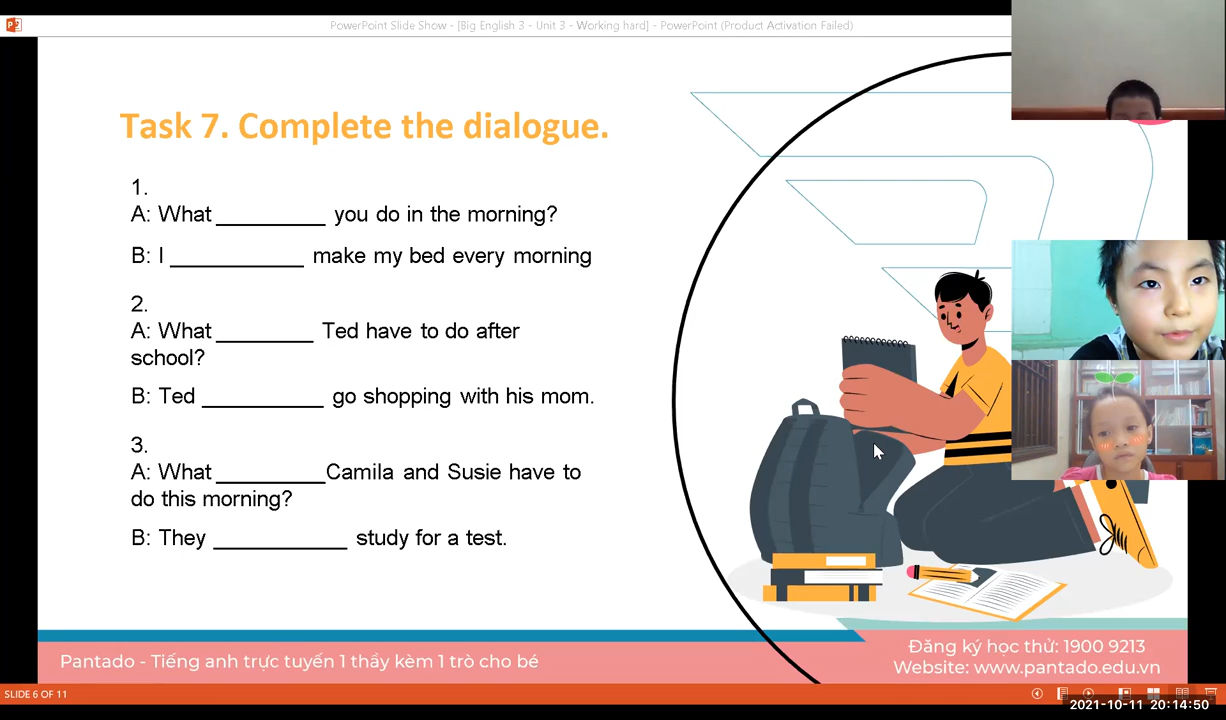 PowerPoint Slide Show - [Big English 3 - Unit 3 - Working hard] - PowerPoint (Product Activation Failed)
Task 7. Complete the dialogue.
1.
A: What _________ you do in the morning?
B: I ___________ make my bed every morning
2.
A: What ________ Ted have to do after
school?
B: Ted __________ go shopping with his mom.
3.
A: What _________Camila and Susie have to
do this morning?
B: They ___________ study for a test.
Pantado - Tiếng anh trực tuyến 1 thầy kèm 1 trò cho bé
Đăng ký học thử: 1900 9213
Website: www.pantado.edu.vn
SLIDE 6 OF 11
2021-10-11 20:14:50